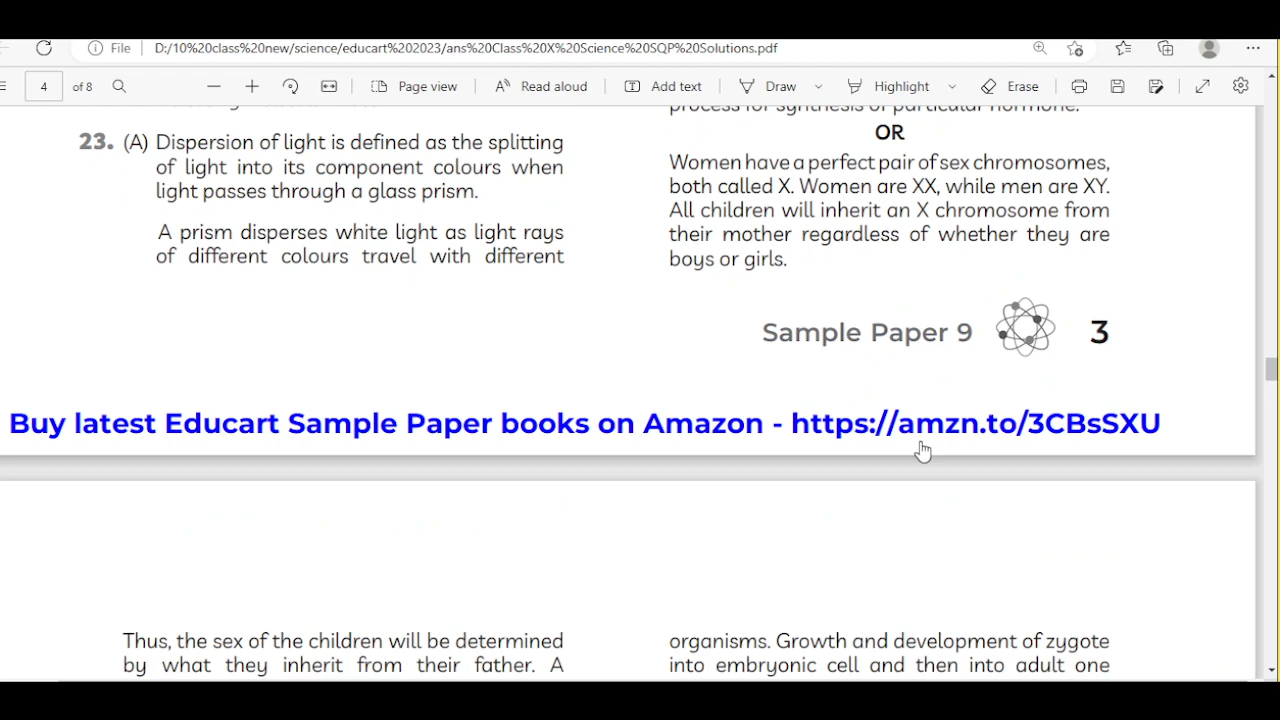 File
D:/10%20class%20new/science/educart%202023/ans%20Class%20X%20Science%20SQP%20Solutions.pdf
4 of 8
Page view
A Read aloud
T Add text
Draw
Highlight
Erase
23. (A) Dispersion of light is defined as the splitting
of light into its component colours when
light passes through a glass prism.
A prism disperses white light as light rays
of different colours travel with different
process for synthesis of particular hormone.
OR
Women have a perfect pair of sex chromosomes,
both called X. Women are XX, while men are XY.
All children will inherit an X chromosome from
their mother regardless of whether they are
boys or girls.
Sample Paper 9 3
Buy latest Educart Sample Paper books on Amazon - https://amzn.to/3CBsSXU
Thus, the sex of the children will be determined
by what they inherit from their father. A
organisms. Growth and development of zygote
into embryonic cell and then into adult one